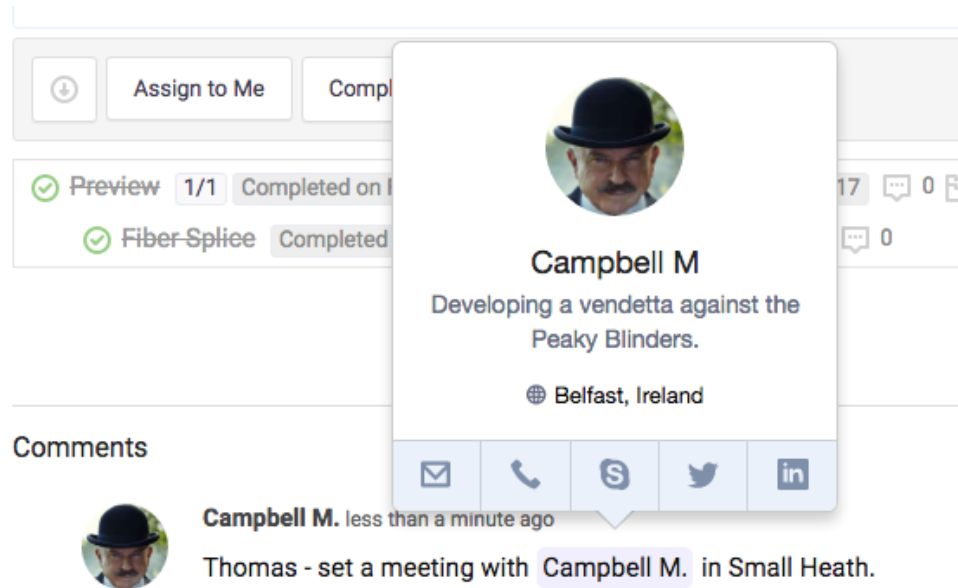 Assign to Me
Compl
Preview 1/1 Completed on 17 0
Fiber Splice Completed 0
Campbell M
Developing a vendetta against the
Peaky Blinders.
Belfast, Ireland
Comments
Campbell M. less than a minute ago
Thomas - set a meeting with Campbell M. in Small Heath.